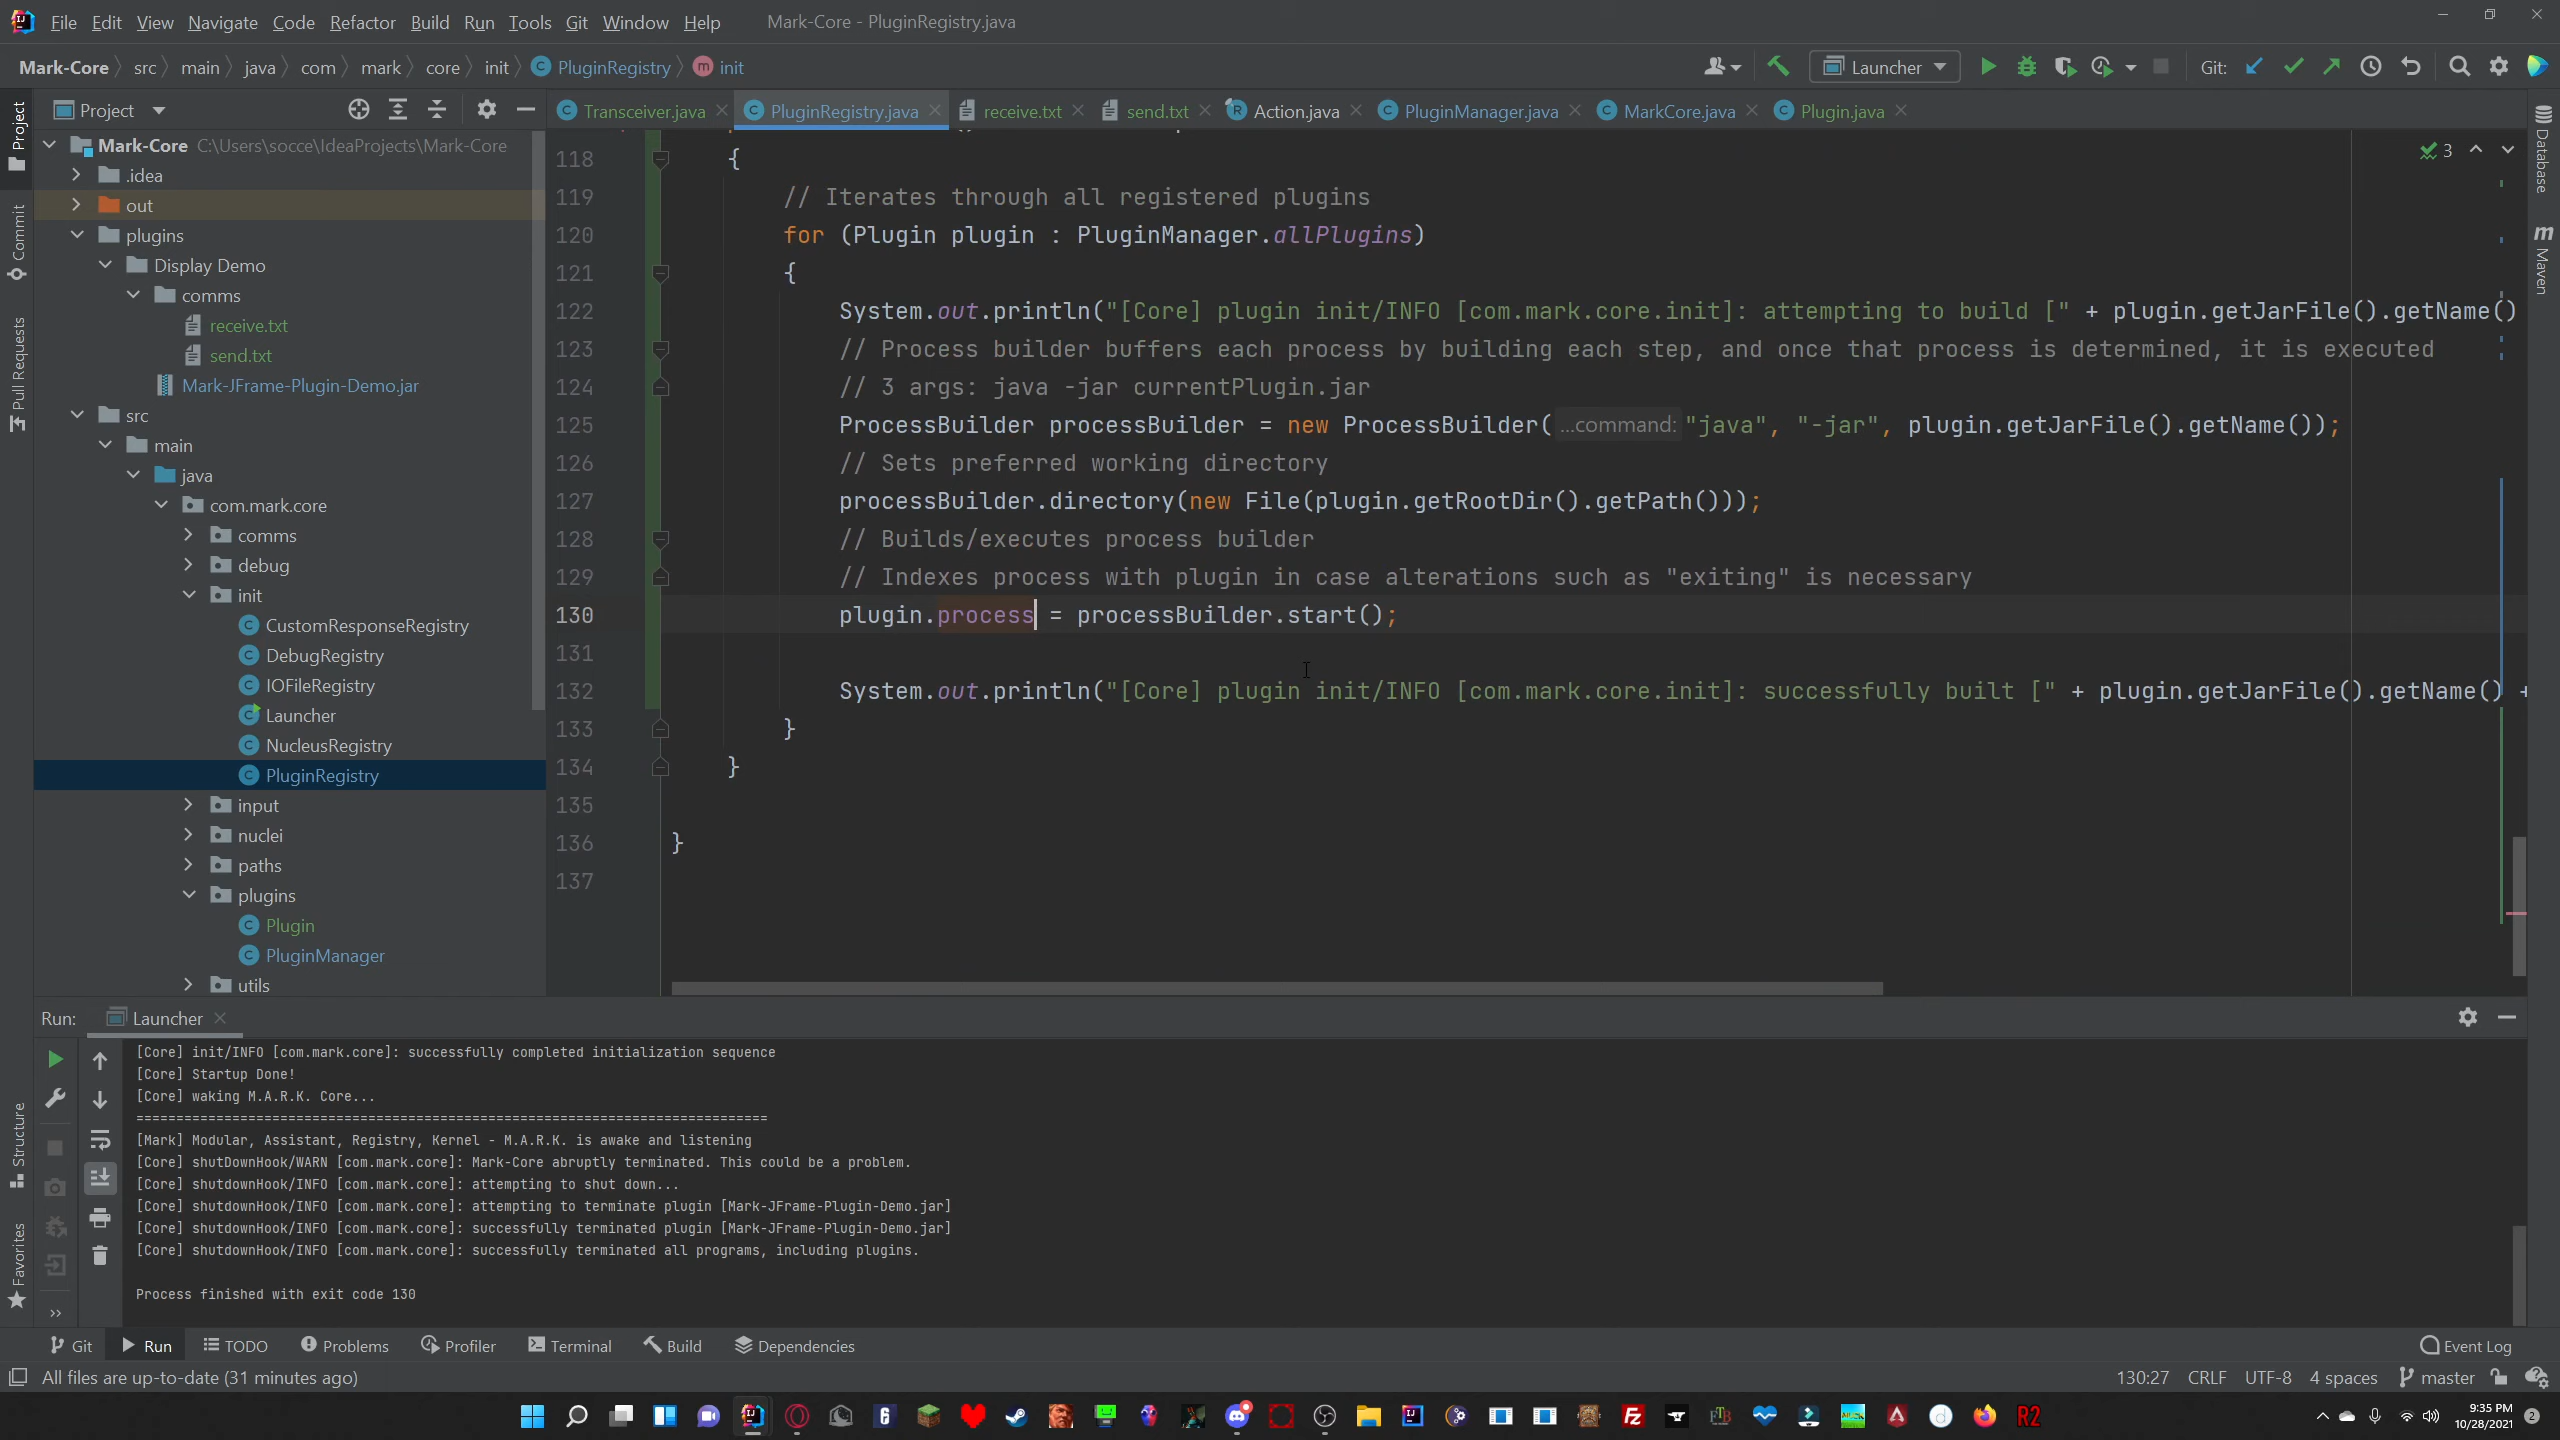 File Edit View Navigate Code Refactor Build Run Tools Git Window Help Mark-Core - PluginRegistry.java
Mark-Core src main java com mark core init PluginRegistry init Launcher Git:
Project Transceiver.java PluginRegistry.java receive.txt send.txt Action.java PluginManager.java MarkCore.java Plugin.java
Project
Commit
Pull Requests
Structure
Favorites
Database
Maven
Mark-Core C:\Users\socce\IdeaProjects\Mark-Core
.idea
out
plugins
Display Demo
comms
receive.txt
send.txt
Mark-JFrame-Plugin-Demo.jar
src
main
java
com.mark.core
comms
debug
init
CustomResponseRegistry
DebugRegistry
IOFileRegistry
Launcher
NucleusRegistry
PluginRegistry
input
nuclei
paths
plugins
Plugin
PluginManager
utils
3
118 {
119 // Iterates through all registered plugins
120 for (Plugin plugin : PluginManager.allPlugins)
121 {
122 System.out.println("[Core] plugin init/INFO [com.mark.core.init]: attempting to build [" + plugin.getJarFile().getName()
123 // Process builder buffers each process by building each step, and once that process is determined, it is executed
124 // 3 args: java -jar currentPlugin.jar
125 ProcessBuilder processBuilder = new ProcessBuilder( ...command: "java", "-jar", plugin.getJarFile().getName());
126 // Sets preferred working directory
127 processBuilder.directory(new File(plugin.getRootDir().getPath()));
128 // Builds/executes process builder
129 // Indexes process with plugin in case alterations such as "exiting" is necessary
130 plugin.process = processBuilder.start();
131
132 System.out.println("[Core] plugin init/INFO [com.mark.core.init]: successfully built [" + plugin.getJarFile().getName() +
133 }
134 }
135
136 }
137
Run: Launcher
[Core] init/INFO [com.mark.core]: successfully completed initialization sequence
[Core] Startup Done!
[Core] waking M.A.R.K. Core...
===============================================================================
[Mark] Modular, Assistant, Registry, Kernel - M.A.R.K. is awake and listening
[Core] shutDownHook/WARN [com.mark.core]: Mark-Core abruptly terminated. This could be a problem.
[Core] shutdownHook/INFO [com.mark.core]: attempting to shut down...
[Core] shutdownHook/INFO [com.mark.core]: attempting to terminate plugin [Mark-JFrame-Plugin-Demo.jar]
[Core] shutdownHook/INFO [com.mark.core]: successfully terminated plugin [Mark-JFrame-Plugin-Demo.jar]
[Core] shutdownHook/INFO [com.mark.core]: successfully terminated all programs, including plugins.
Process finished with exit code 130
Git Run TODO Problems Profiler Terminal Build Dependencies Event Log
All files are up-to-date (31 minutes ago) 130:27 CRLF UTF-8 4 spaces master
R2
9:35 PM
10/28/2021
2